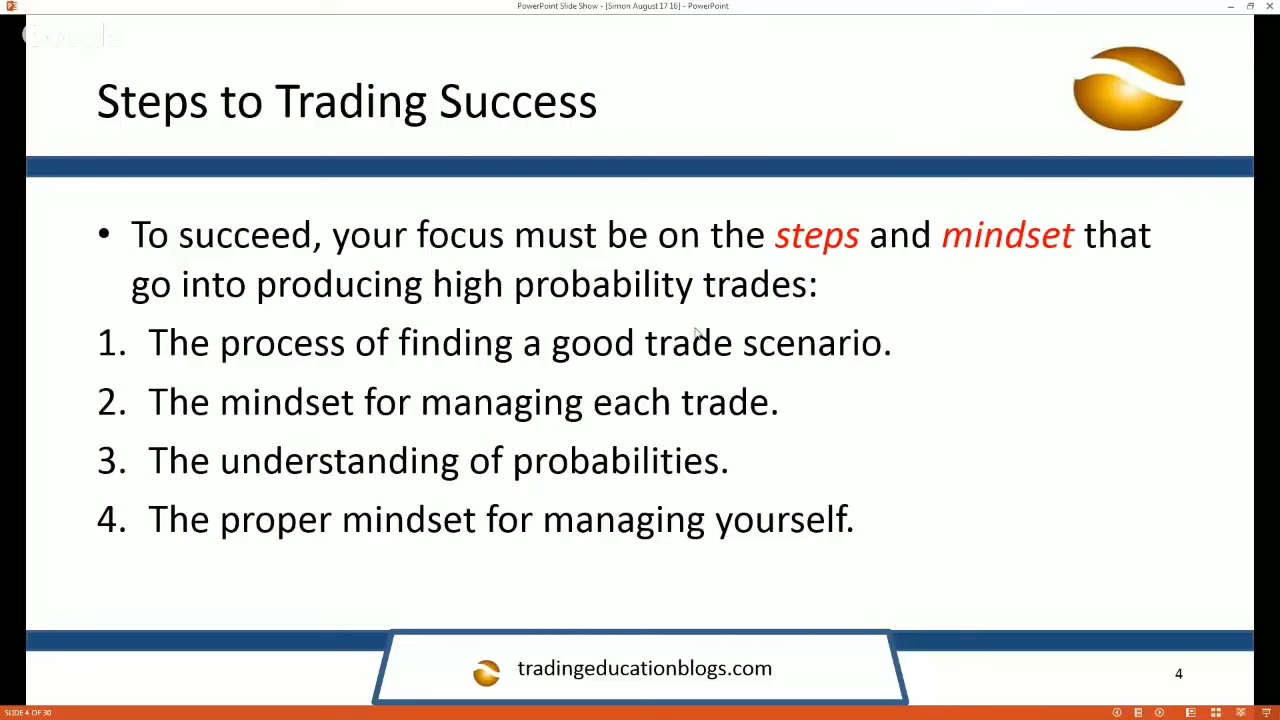 PowerPoint Slide Show - [Simon August 17 16] - PowerPoint
Steps to Trading Success
• To succeed, your focus must be on the steps and mindset that
go into producing high probability trades:
1. The process of finding a good trade scenario.
2. The mindset for managing each trade.
3. The understanding of probabilities.
4. The proper mindset for managing yourself.
tradingeducationblogs.com
4
SLIDE 4 OF 30